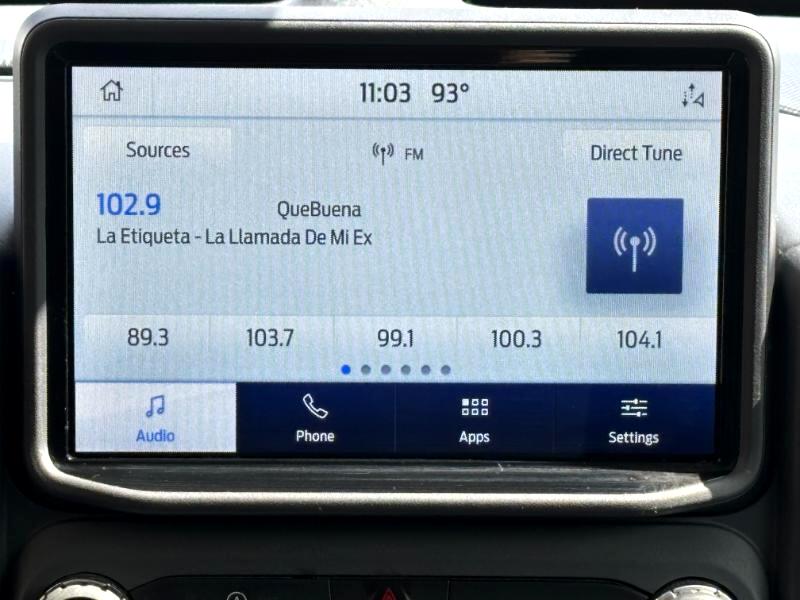 11:03 93°
Sources FM Direct Tune
102.9 QueBuena
La Etiqueta - La Llamada De Mi Ex
89.3 103.7 99.1 100.3 104.1
Audio Phone Apps Settings